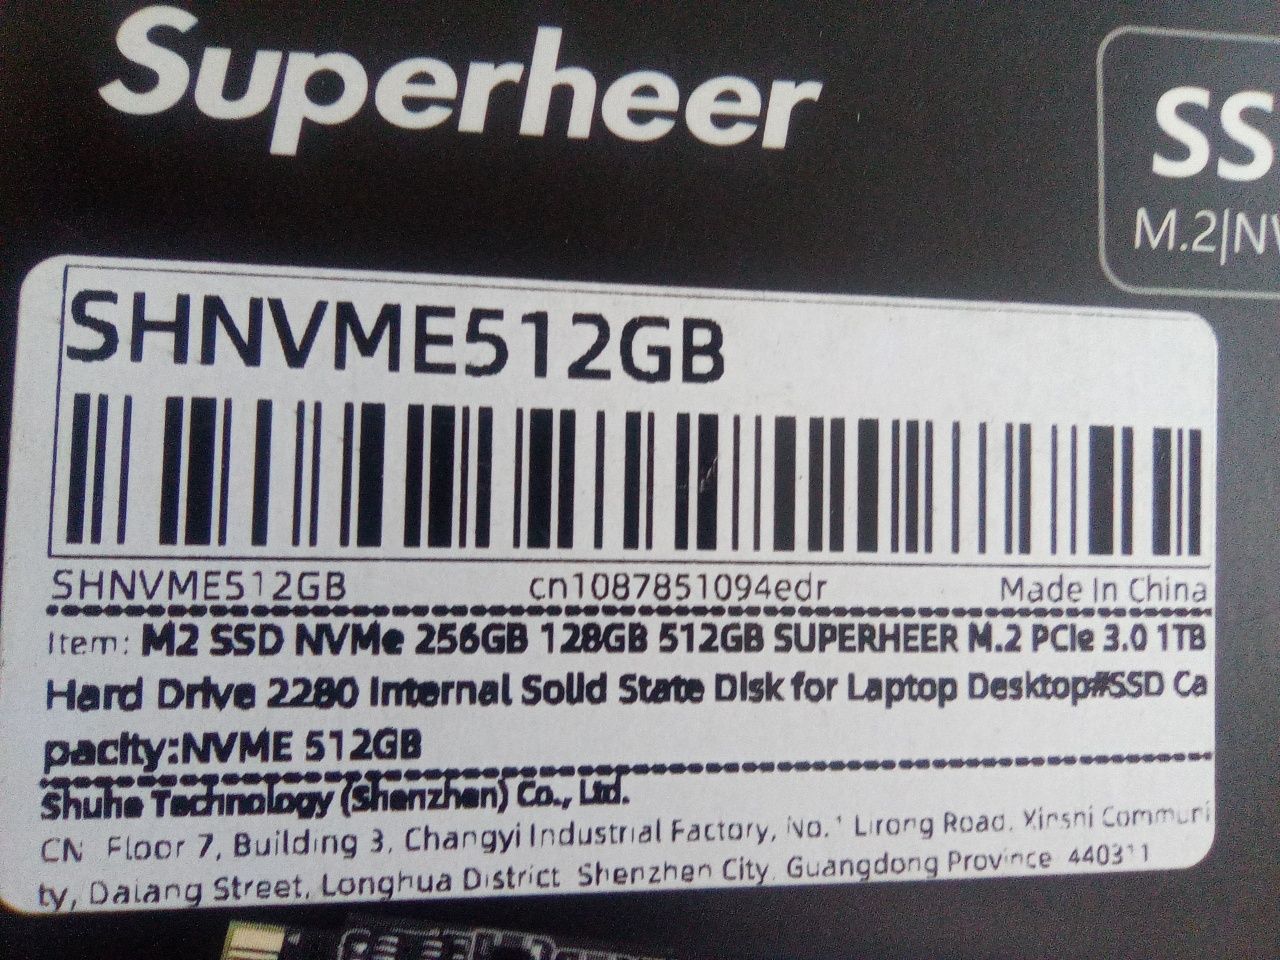 Superheer
SS
M.2|NV
SHNVME512GB
SHNVME512GB cn1087851094edr Made In China
Item: M2 SSD NVMe 256GB 128GB 512GB SUPERHEER M.2 PCIe 3.0 1TB
Hard Drive 2280 Internal Solid State Disk for Laptop Desktop#SSD Ca
pacity:NVME 512GB
Shuhe Technology (Shenzhen) Co., Ltd.
CN Floor 7, Building 3, Changyi Industrial Factory, No.1 Lirong Road, Xinshi Communi
ty, Dalang Street, Longhua District Shenzhen City, Guangdong Province 440311